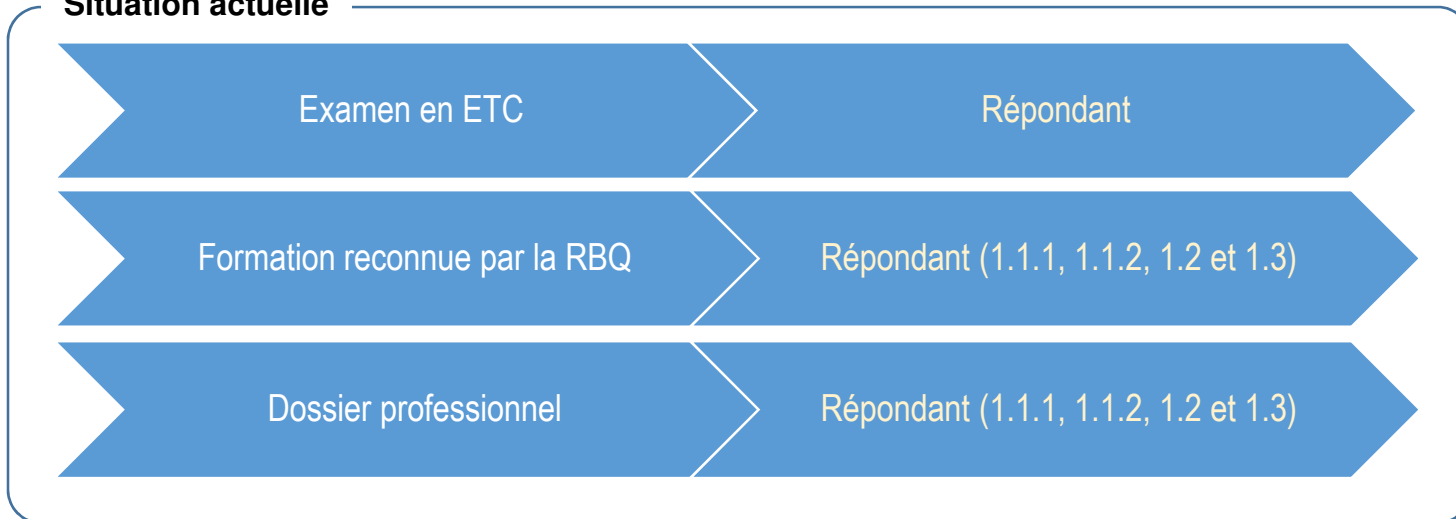 Situation actuelle
Examen en ETC
Répondant
Formation reconnue par la RBQ
Répondant (1.1.1, 1.1.2, 1.2 et 1.3)
Dossier professionnel
Répondant (1.1.1, 1.1.2, 1.2 et 1.3)